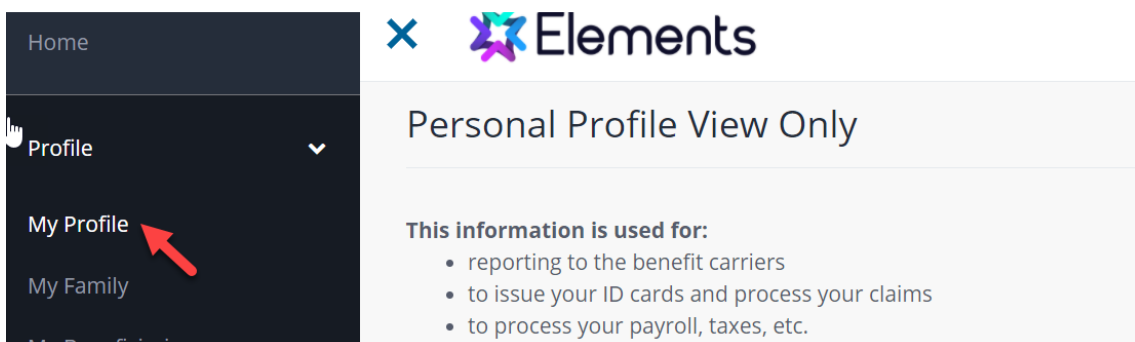 Home
Profile
My Profile
My Family
Elements
Personal Profile View Only
This information is used for:
• reporting to the benefit carriers
• to issue your ID cards and process your claims
• to process your payroll, taxes, etc.